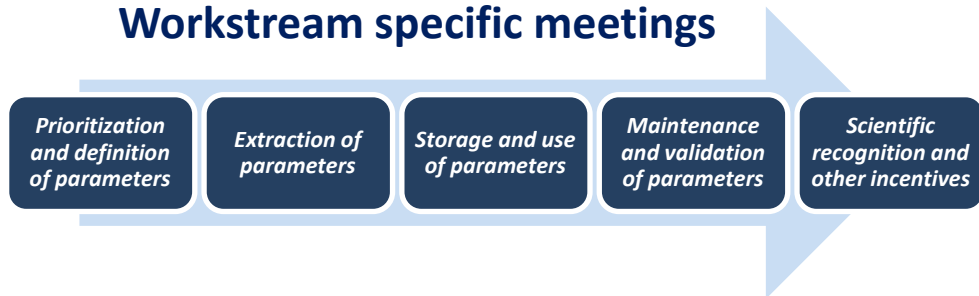 Workstream specific meetings
Prioritization
and definition
of parameters
Extraction of
parameters
Storage and use
of parameters
Maintenance
and validation
of parameters
Scientific
recognition and
other incentives